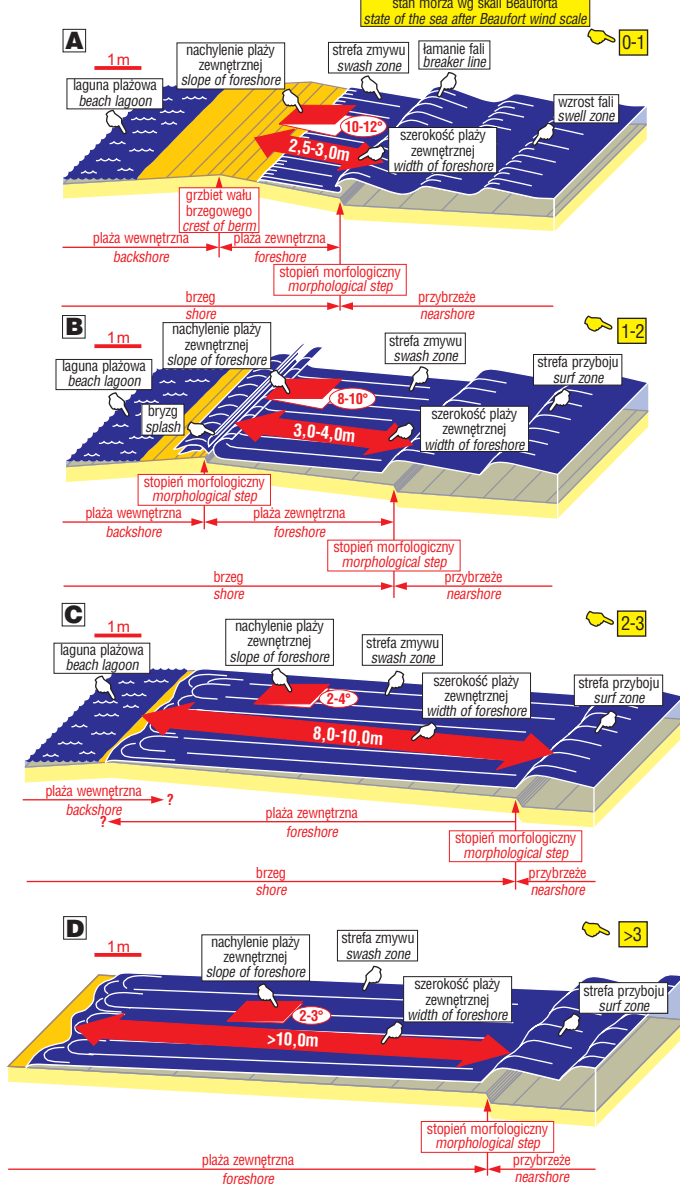 stan morza wg skali Beauforta
state of the sea after Beaufort wind scale
A
0-1
1m
nachylenie plaży
zewnętrznej
slope of foreshore
strefa zmywu
swash zone
łamanie fali
breaker line
laguna plażowa
beach lagoon
wzrost fali
swell zone
10-12°
2,5-3,0m
szerokość plaży
zewnętrznej
width of foreshore
grzbiet wału
brzegowego
crest of berm
plaża wewnętrzna
backshore
plaża zewnętrzna
foreshore
stopień morfologiczny
morphological step
brzeg
shore
przybrzeże
nearshore
B
1-2
1m
nachylenie plaży
zewnętrznej
slope of foreshore
strefa zmywu
swash zone
laguna plażowa
beach lagoon
strefa przyboju
surf zone
8-10°
bryzg
splash
3,0-4,0m
szerokość plaży
zewnętrznej
width of foreshore
stopień morfologiczny
morphological step
plaża wewnętrzna
backshore
plaża zewnętrzna
foreshore
stopień morfologiczny
morphological step
brzeg
shore
przybrzeże
nearshore
C
2-3
1m
nachylenie plaży
zewnętrznej
slope of foreshore
strefa zmywu
swash zone
laguna plażowa
beach lagoon
szerokość plaży
zewnętrznej
width of foreshore
strefa przyboju
surf zone
2-4°
8,0-10,0m
plaża wewnętrzna
backshore
?
?
plaża zewnętrzna
foreshore
stopień morfologiczny
morphological step
brzeg
shore
przybrzeże
nearshore
D
>3
1m
nachylenie plaży
zewnętrznej
slope of foreshore
strefa zmywu
swash zone
szerokość plaży
zewnętrznej
width of foreshore
strefa przyboju
surf zone
2-3°
>10,0m
stopień morfologiczny
morphological step
plaża zewnętrzna
foreshore
przybrzeże
nearshore